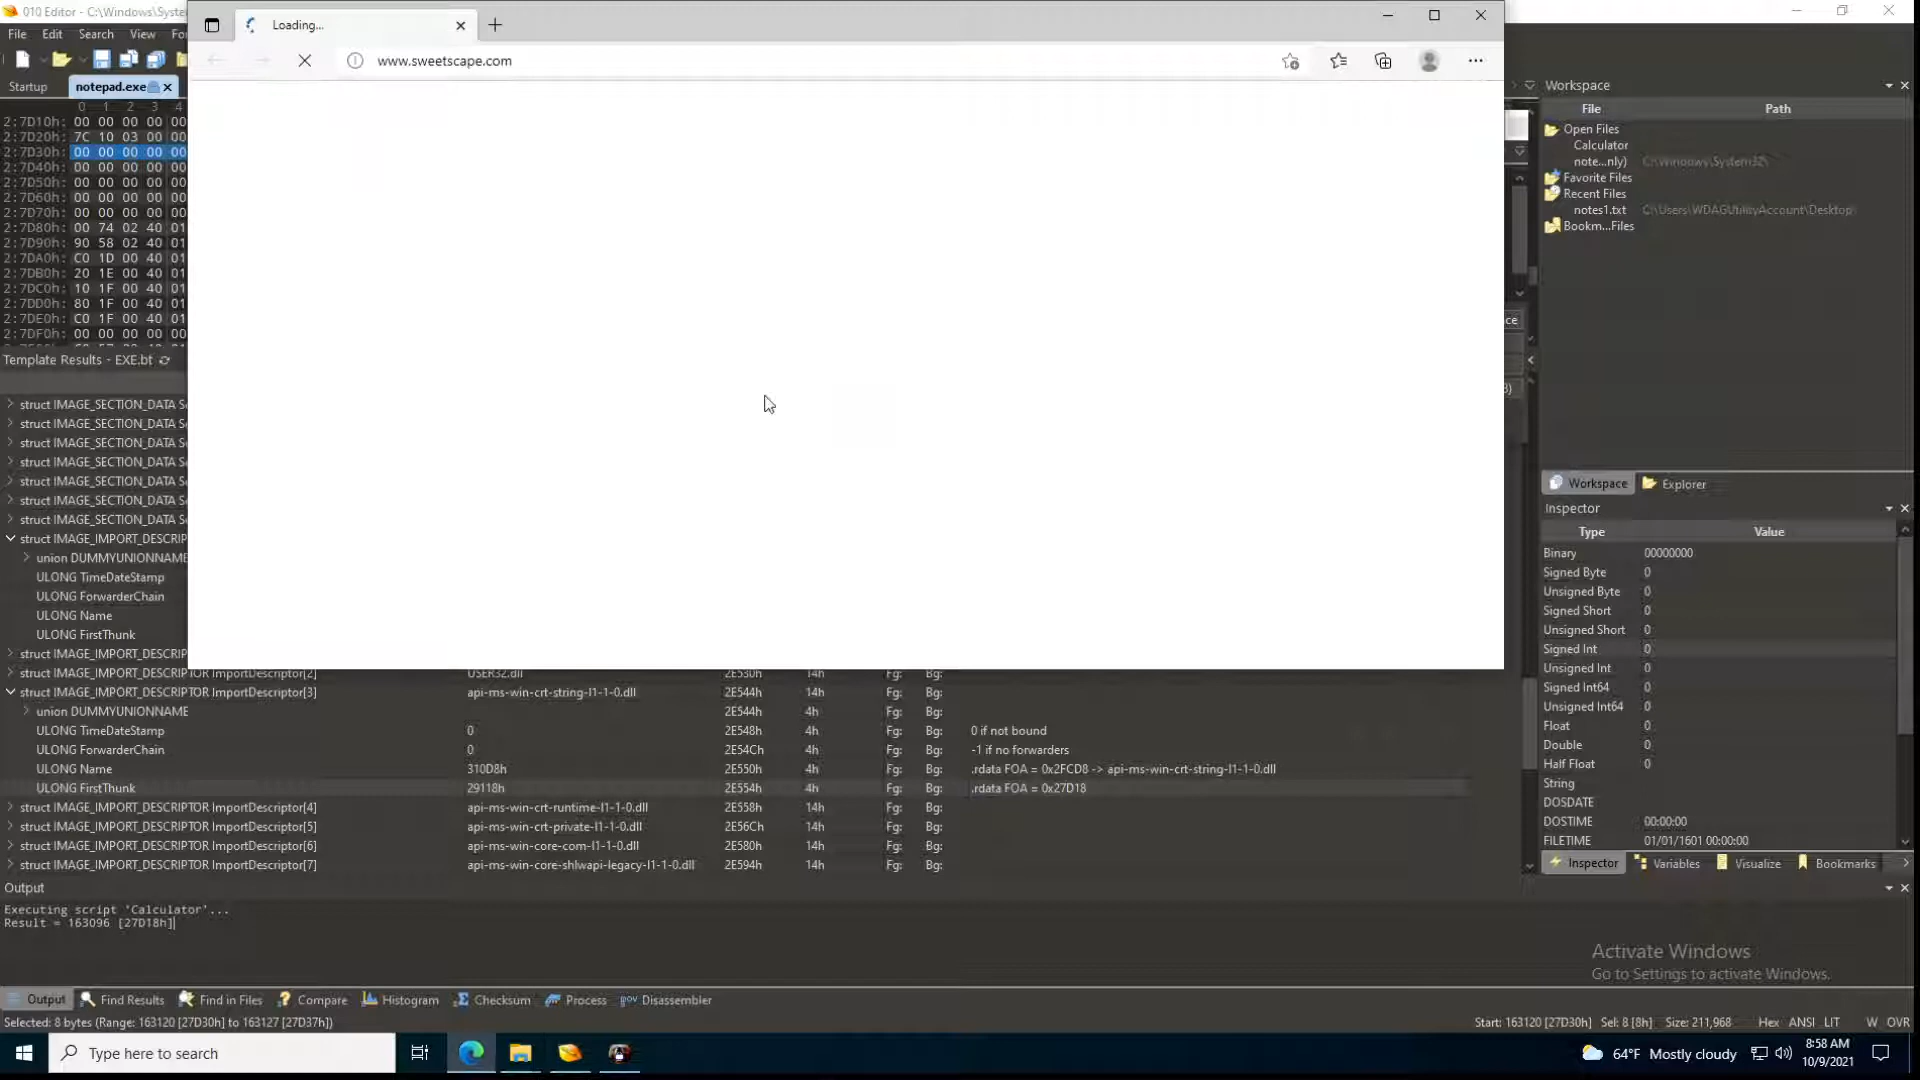 010 Editor - C:\Windows\Syste
File Edit Search View Fo
Loading...
www.sweetscape.com
Startup notepad.exe
0 1 2 3 4
2:7D10h: 00 00 00 00 00
2:7D20h: 7C 10 03 00 00
2:7D30h: 00 00 00 00 00
2:7D40h: 00 00 00 00 00
2:7D50h: 00 00 00 00 00
2:7D60h: 00 00 00 00 00
2:7D70h: 00 00 00 00 00
2:7D80h: 00 74 02 40 01
2:7D90h: 90 58 02 40 01
2:7DA0h: C0 1D 00 40 01
2:7DB0h: 20 1E 00 40 01
2:7DC0h: 10 1F 00 40 01
2:7DD0h: 80 1F 00 40 01
2:7DE0h: C0 1F 00 40 01
2:7DF0h: 00 00 00 00 00
Template Results - EXE.bt
struct IMAGE_SECTION_DATA S
struct IMAGE_SECTION_DATA S
struct IMAGE_SECTION_DATA S
struct IMAGE_SECTION_DATA S
struct IMAGE_SECTION_DATA S
struct IMAGE_SECTION_DATA S
struct IMAGE_SECTION_DATA S
struct IMAGE_IMPORT_DESCRIP
union DUMMYUNIONNAME
ULONG TimeDateStamp
ULONG ForwarderChain
ULONG Name
ULONG FirstThunk
struct IMAGE_IMPORT_DESCRIP
struct IMAGE_IMPORT_DESCRIPTOR ImportDescriptor[2] USER32.dll 2E530h 14h Fg: Bg:
struct IMAGE_IMPORT_DESCRIPTOR ImportDescriptor[3] api-ms-win-crt-string-l1-1-0.dll 2E544h 14h Fg: Bg:
union DUMMYUNIONNAME 2E544h 4h Fg: Bg:
ULONG TimeDateStamp 0 2E548h 4h Fg: Bg: 0 if not bound
ULONG ForwarderChain 0 2E54Ch 4h Fg: Bg: -1 if no forwarders
ULONG Name 310D8h 2E550h 4h Fg: Bg: .rdata FOA = 0x2FCD8 -> api-ms-win-crt-string-l1-1-0.dll
ULONG FirstThunk 29118h 2E554h 4h Fg: Bg: .rdata FOA = 0x27D18
struct IMAGE_IMPORT_DESCRIPTOR ImportDescriptor[4] api-ms-win-crt-runtime-l1-1-0.dll 2E558h 14h Fg: Bg:
struct IMAGE_IMPORT_DESCRIPTOR ImportDescriptor[5] api-ms-win-crt-private-l1-1-0.dll 2E56Ch 14h Fg: Bg:
struct IMAGE_IMPORT_DESCRIPTOR ImportDescriptor[6] api-ms-win-core-com-l1-1-0.dll 2E580h 14h Fg: Bg:
struct IMAGE_IMPORT_DESCRIPTOR ImportDescriptor[7] api-ms-win-core-shlwapi-legacy-l1-1-0.dll 2E594h 14h Fg: Bg:
Output
Executing script 'Calculator'...
Result = 163096 [27D18h]
Output Find Results Find in Files Compare Histogram Checksum Process Disassembler
Selected: 8 bytes (Range: 163120 [27D30h] to 163127 [27D37h])
Start: 163120 [27D30h] Sel: 8 [8h] Size: 211,968 Hex ANSI LIT W OVR
Workspace
File Path
Open Files
Calculator
note...nly) C:\Windows\System32\
Favorite Files
Recent Files
notes1.txt C:\Users\WDAGUtilityAccount\Desktop
Bookm...Files
ce
Workspace Explorer
Inspector
Type Value
Binary 00000000
Signed Byte 0
Unsigned Byte 0
Signed Short 0
Unsigned Short 0
Signed Int 0
Unsigned Int 0
Signed Int64 0
Unsigned Int64 0
Float 0
Double 0
Half Float 0
String
DOSDATE
DOSTIME 00:00:00
FILETIME 01/01/1601 00:00:00
Inspector Variables Visualize Bookmarks
Activate Windows
Go to Settings to activate Windows.
Type here to search
64°F Mostly cloudy
8:58 AM
10/9/2021